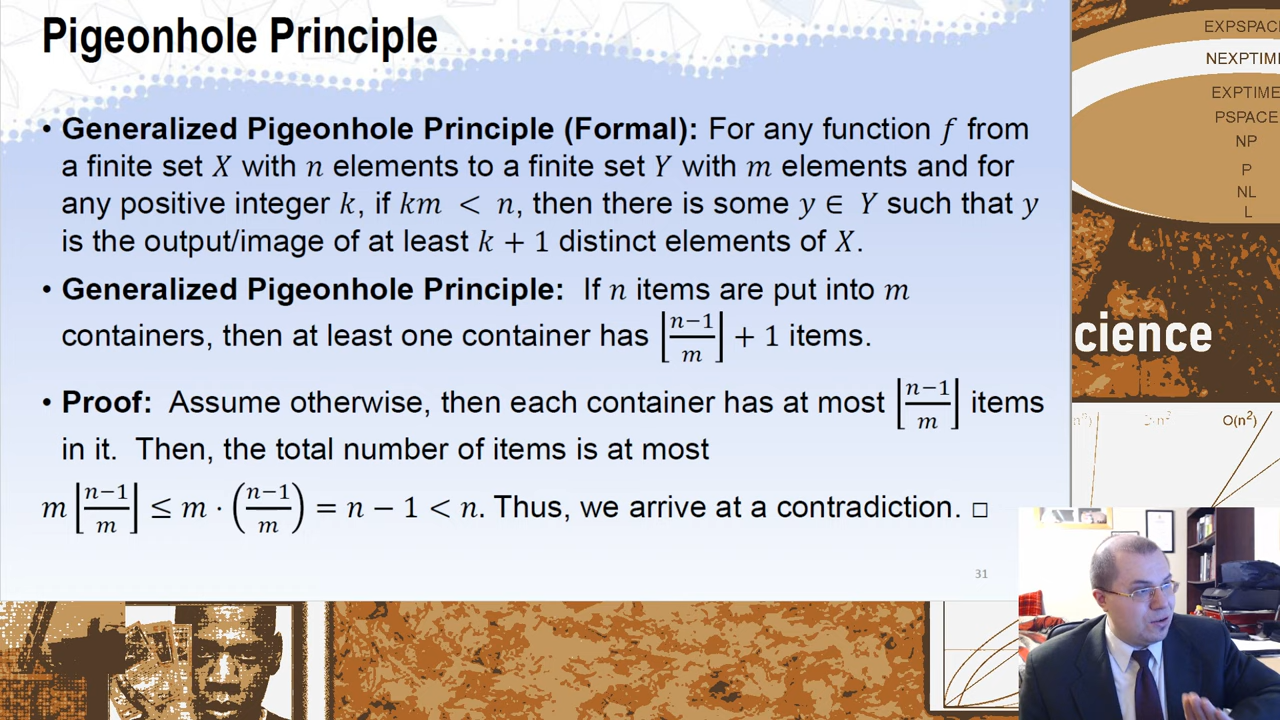 Pigeonhole Principle
• Generalized Pigeonhole Principle (Formal): For any function f from
a finite set X with n elements to a finite set Y with m elements and for
any positive integer k, if km < n, then there is some y ∈ Y such that y
is the output/image of at least k + 1 distinct elements of X.
• Generalized Pigeonhole Principle: If n items are put into m
containers, then at least one container has ⌊(n−1)/m⌋ + 1 items.
• Proof: Assume otherwise, then each container has at most ⌊(n−1)/m⌋ items
in it. Then, the total number of items is at most
m ⌊(n−1)/m⌋ ≤ m · ((n−1)/m) = n − 1 < n. Thus, we arrive at a contradiction. □
31
EXPSPAC
NEXPTIM
EXPTIME
PSPACE
NP
P
NL
L
cience
O(n²)